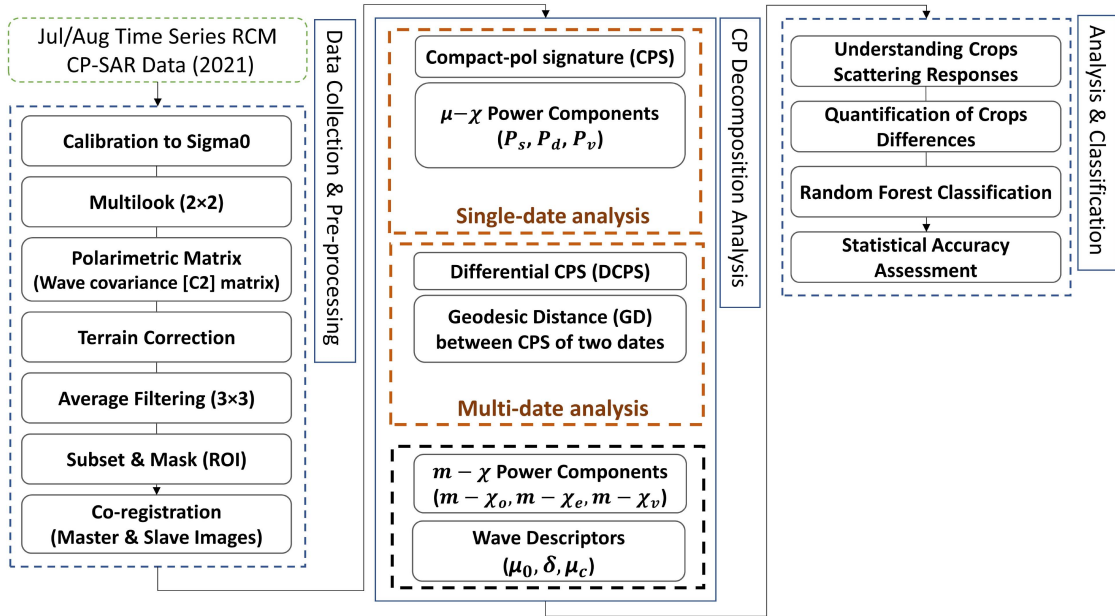 Jul/Aug Time Series RCM
CP-SAR Data (2021)
Calibration to Sigma0
Multilook (2×2)
Polarimetric Matrix
(Wave covariance [C2] matrix)
Terrain Correction
Average Filtering (3×3)
Subset & Mask (ROI)
Co-registration
(Master & Slave Images)
Data Collection & Pre-processing
Compact-pol signature (CPS)
μ−χ Power Components
(Pₛ, P_d, Pᵥ)
Single-date analysis
Differential CPS (DCPS)
Geodesic Distance (GD)
between CPS of two dates
Multi-date analysis
m − χ Power Components
(m − χₒ, m − χₑ, m − χᵥ)
Wave Descriptors
(μ₀, δ, μ_c)
CP Decomposition Analysis
Understanding Crops
Scattering Responses
Quantification of Crops
Differences
Random Forest Classification
Statistical Accuracy
Assessment
Analysis & Classification